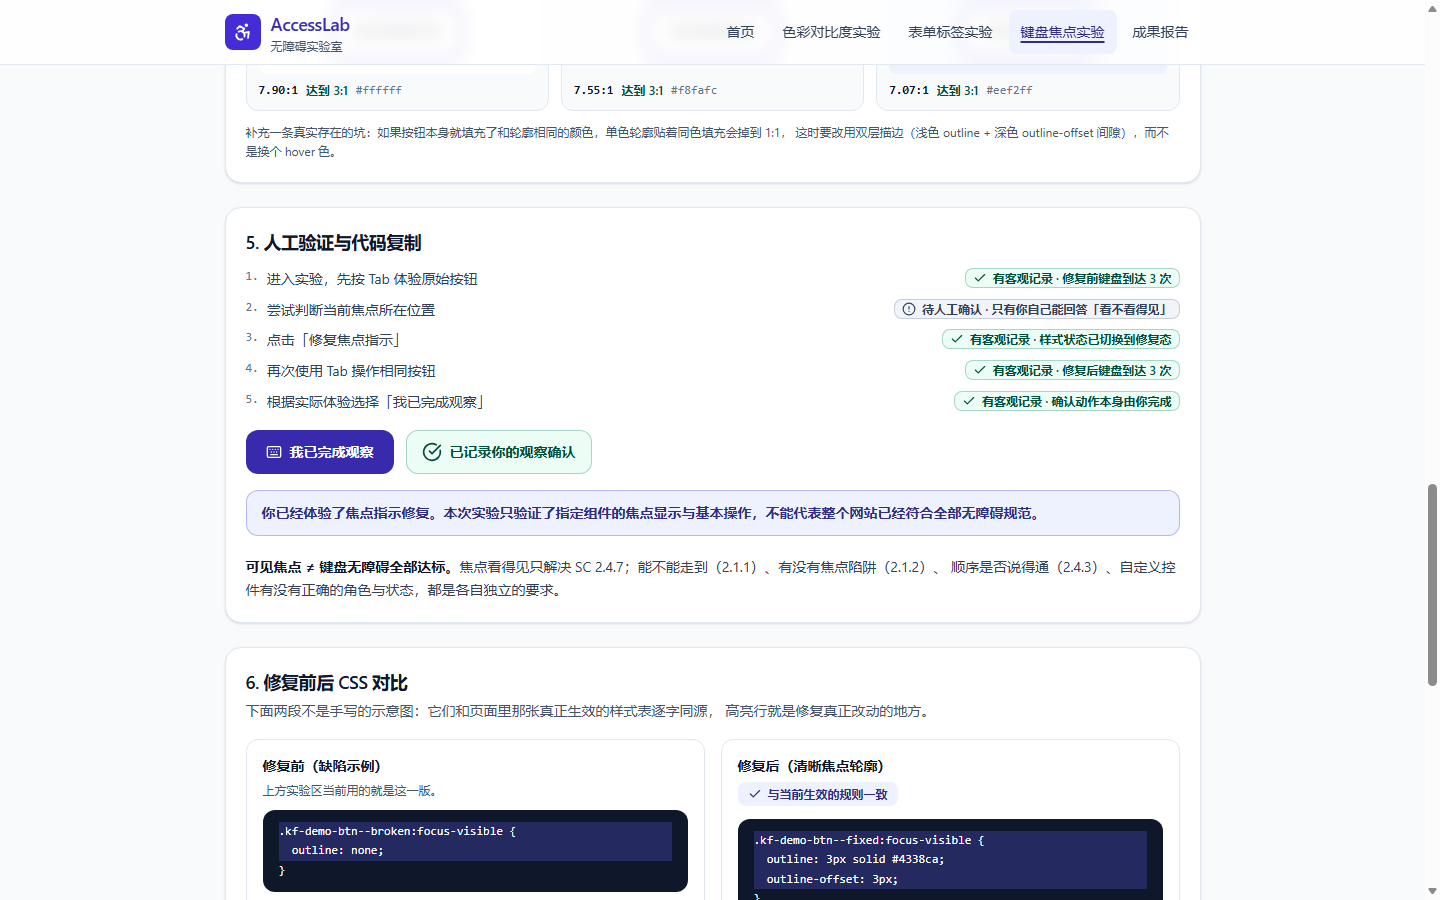 AccessLab
无障碍实验室
首页
色彩对比度实验
表单标签实验
键盘焦点实验
成果报告
7.90:1 达到 3:1 #ffffff
7.55:1 达到 3:1 #f8fafc
7.07:1 达到 3:1 #eef2ff
补充一条真实存在的坑：如果按钮本身就填充了和轮廓相同的颜色，单色轮廓贴着同色填充会掉到 1:1， 这时要改用双层描边（浅色 outline + 深色 outline-offset 间隙），而不
是换个 hover 色。
5. 人工验证与代码复制
1. 进入实验，先按 Tab 体验原始按钮
有客观记录 · 修复前键盘到达 3 次
2. 尝试判断当前焦点所在位置
待人工确认 · 只有你自己能回答「看不看得见」
3. 点击「修复焦点指示」
有客观记录 · 样式状态已切换到修复态
4. 再次使用 Tab 操作相同按钮
有客观记录 · 修复后键盘到达 3 次
5. 根据实际体验选择「我已完成观察」
有客观记录 · 确认动作本身由你完成
我已完成观察
已记录你的观察确认
你已经体验了焦点指示修复。本次实验只验证了指定组件的焦点显示与基本操作，不能代表整个网站已经符合全部无障碍规范。
可见焦点 ≠ 键盘无障碍全部达标。焦点看得见只解决 SC 2.4.7；能不能走到（2.1.1）、有没有焦点陷阱（2.1.2）、 顺序是否说得通（2.4.3）、自定义控
件有没有正确的角色与状态，都是各自独立的要求。
6. 修复前后 CSS 对比
下面两段不是手写的示意图：它们和页面里那张真正生效的样式表逐字同源， 高亮行就是修复真正改动的地方。
修复前（缺陷示例）
上方实验区当前用的就是这一版。
.kf-demo-btn--broken:focus-visible {
outline: none;
}
修复后（清晰焦点轮廓）
与当前生效的规则一致
.kf-demo-btn--fixed:focus-visible {
outline: 3px solid #4338ca;
outline-offset: 3px;
}